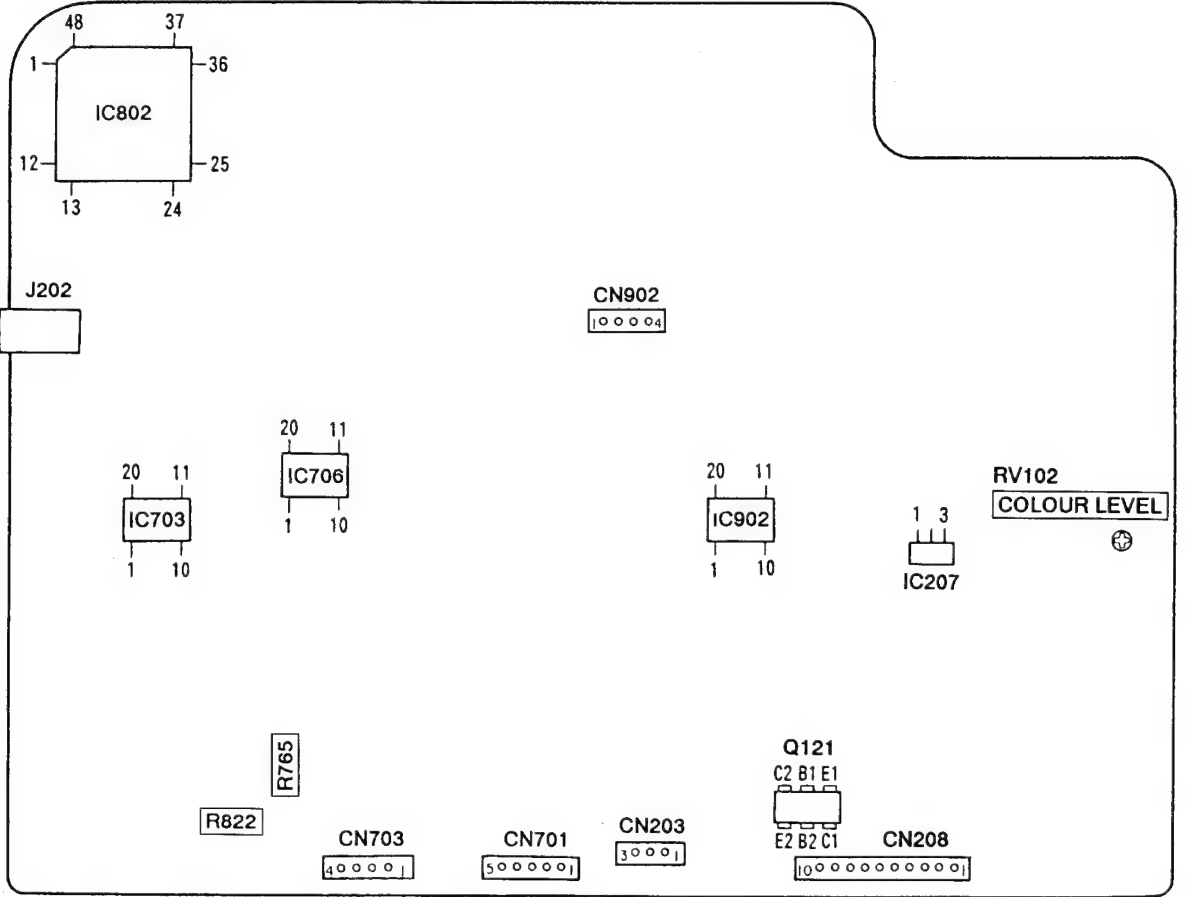 48 37
1 36
IC802
12 25
13 24
J202
CN902
1 4
20 11
IC706
1 10
20 11
IC703
1 10
20 11
IC902
1 10
1 3
IC207
RV102
COLOUR LEVEL
R765
R822
Q121
C2 B1 E1
E2 B2 C1
CN703
4 1
CN701
5 1
CN203
3 1
CN208
10 1